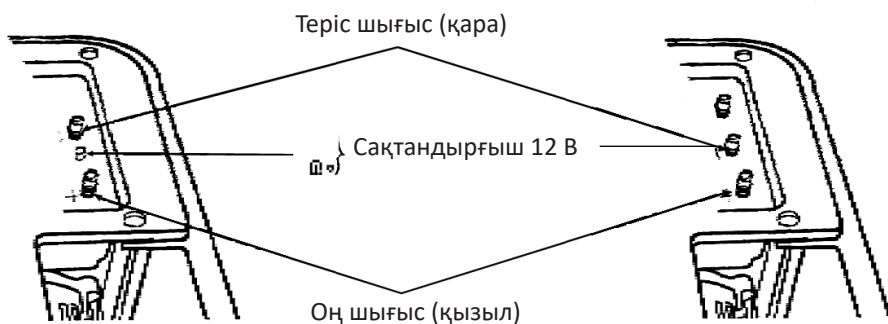 Теріс шығыс (қара)
Сақтандырғыш 12 В
Оң шығыс (қызыл)